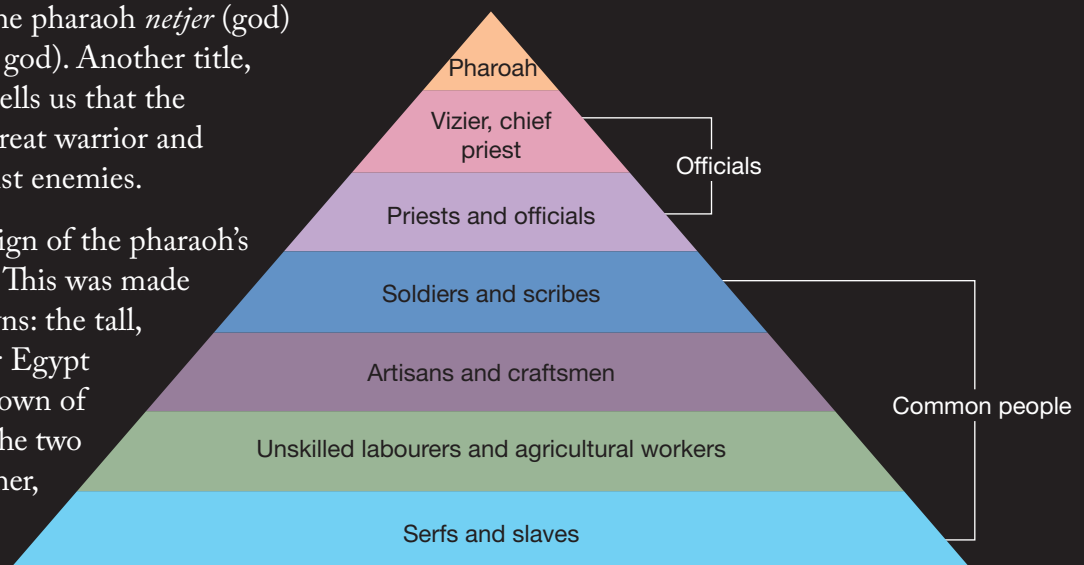 ne pharaoh netjer (god)
god). Another title,
ells us that the
reat warrior and
st enemies.
ign of the pharaoh's
This was made
ns: the tall,
Egypt
own of
he two
her,
Pharoah
Vizier, chief
priest
Priests and officials
Soldiers and scribes
Artisans and craftsmen
Unskilled labourers and agricultural workers
Serfs and slaves
Officials
Common people